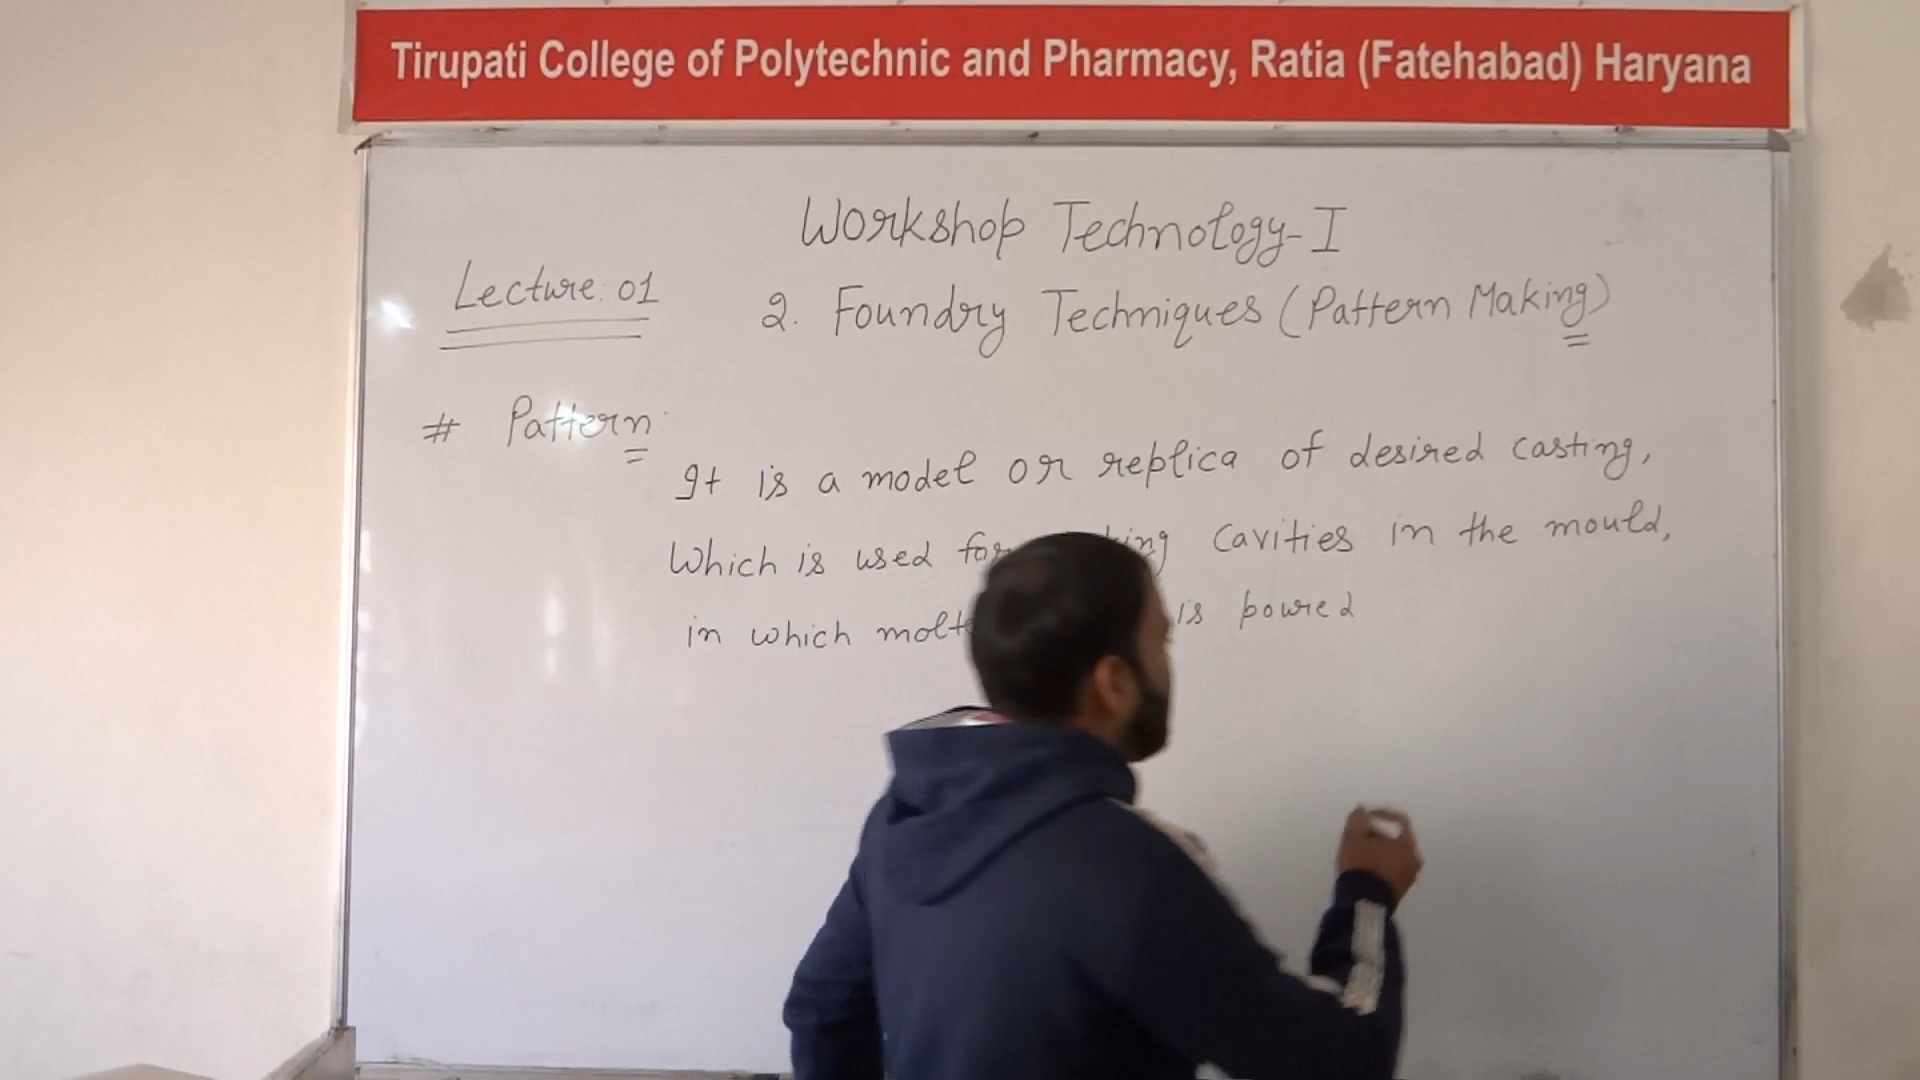 Tirupati College of Polytechnic and Pharmacy, Ratia (Fatehabad) Haryana
Workshop Technology-I
Lecture: 01
2. Foundry Techniques (Pattern Making)
# Pattern:
It is a model or replica of desired casting,
Which is used for cavities in the mould,
in which is poured